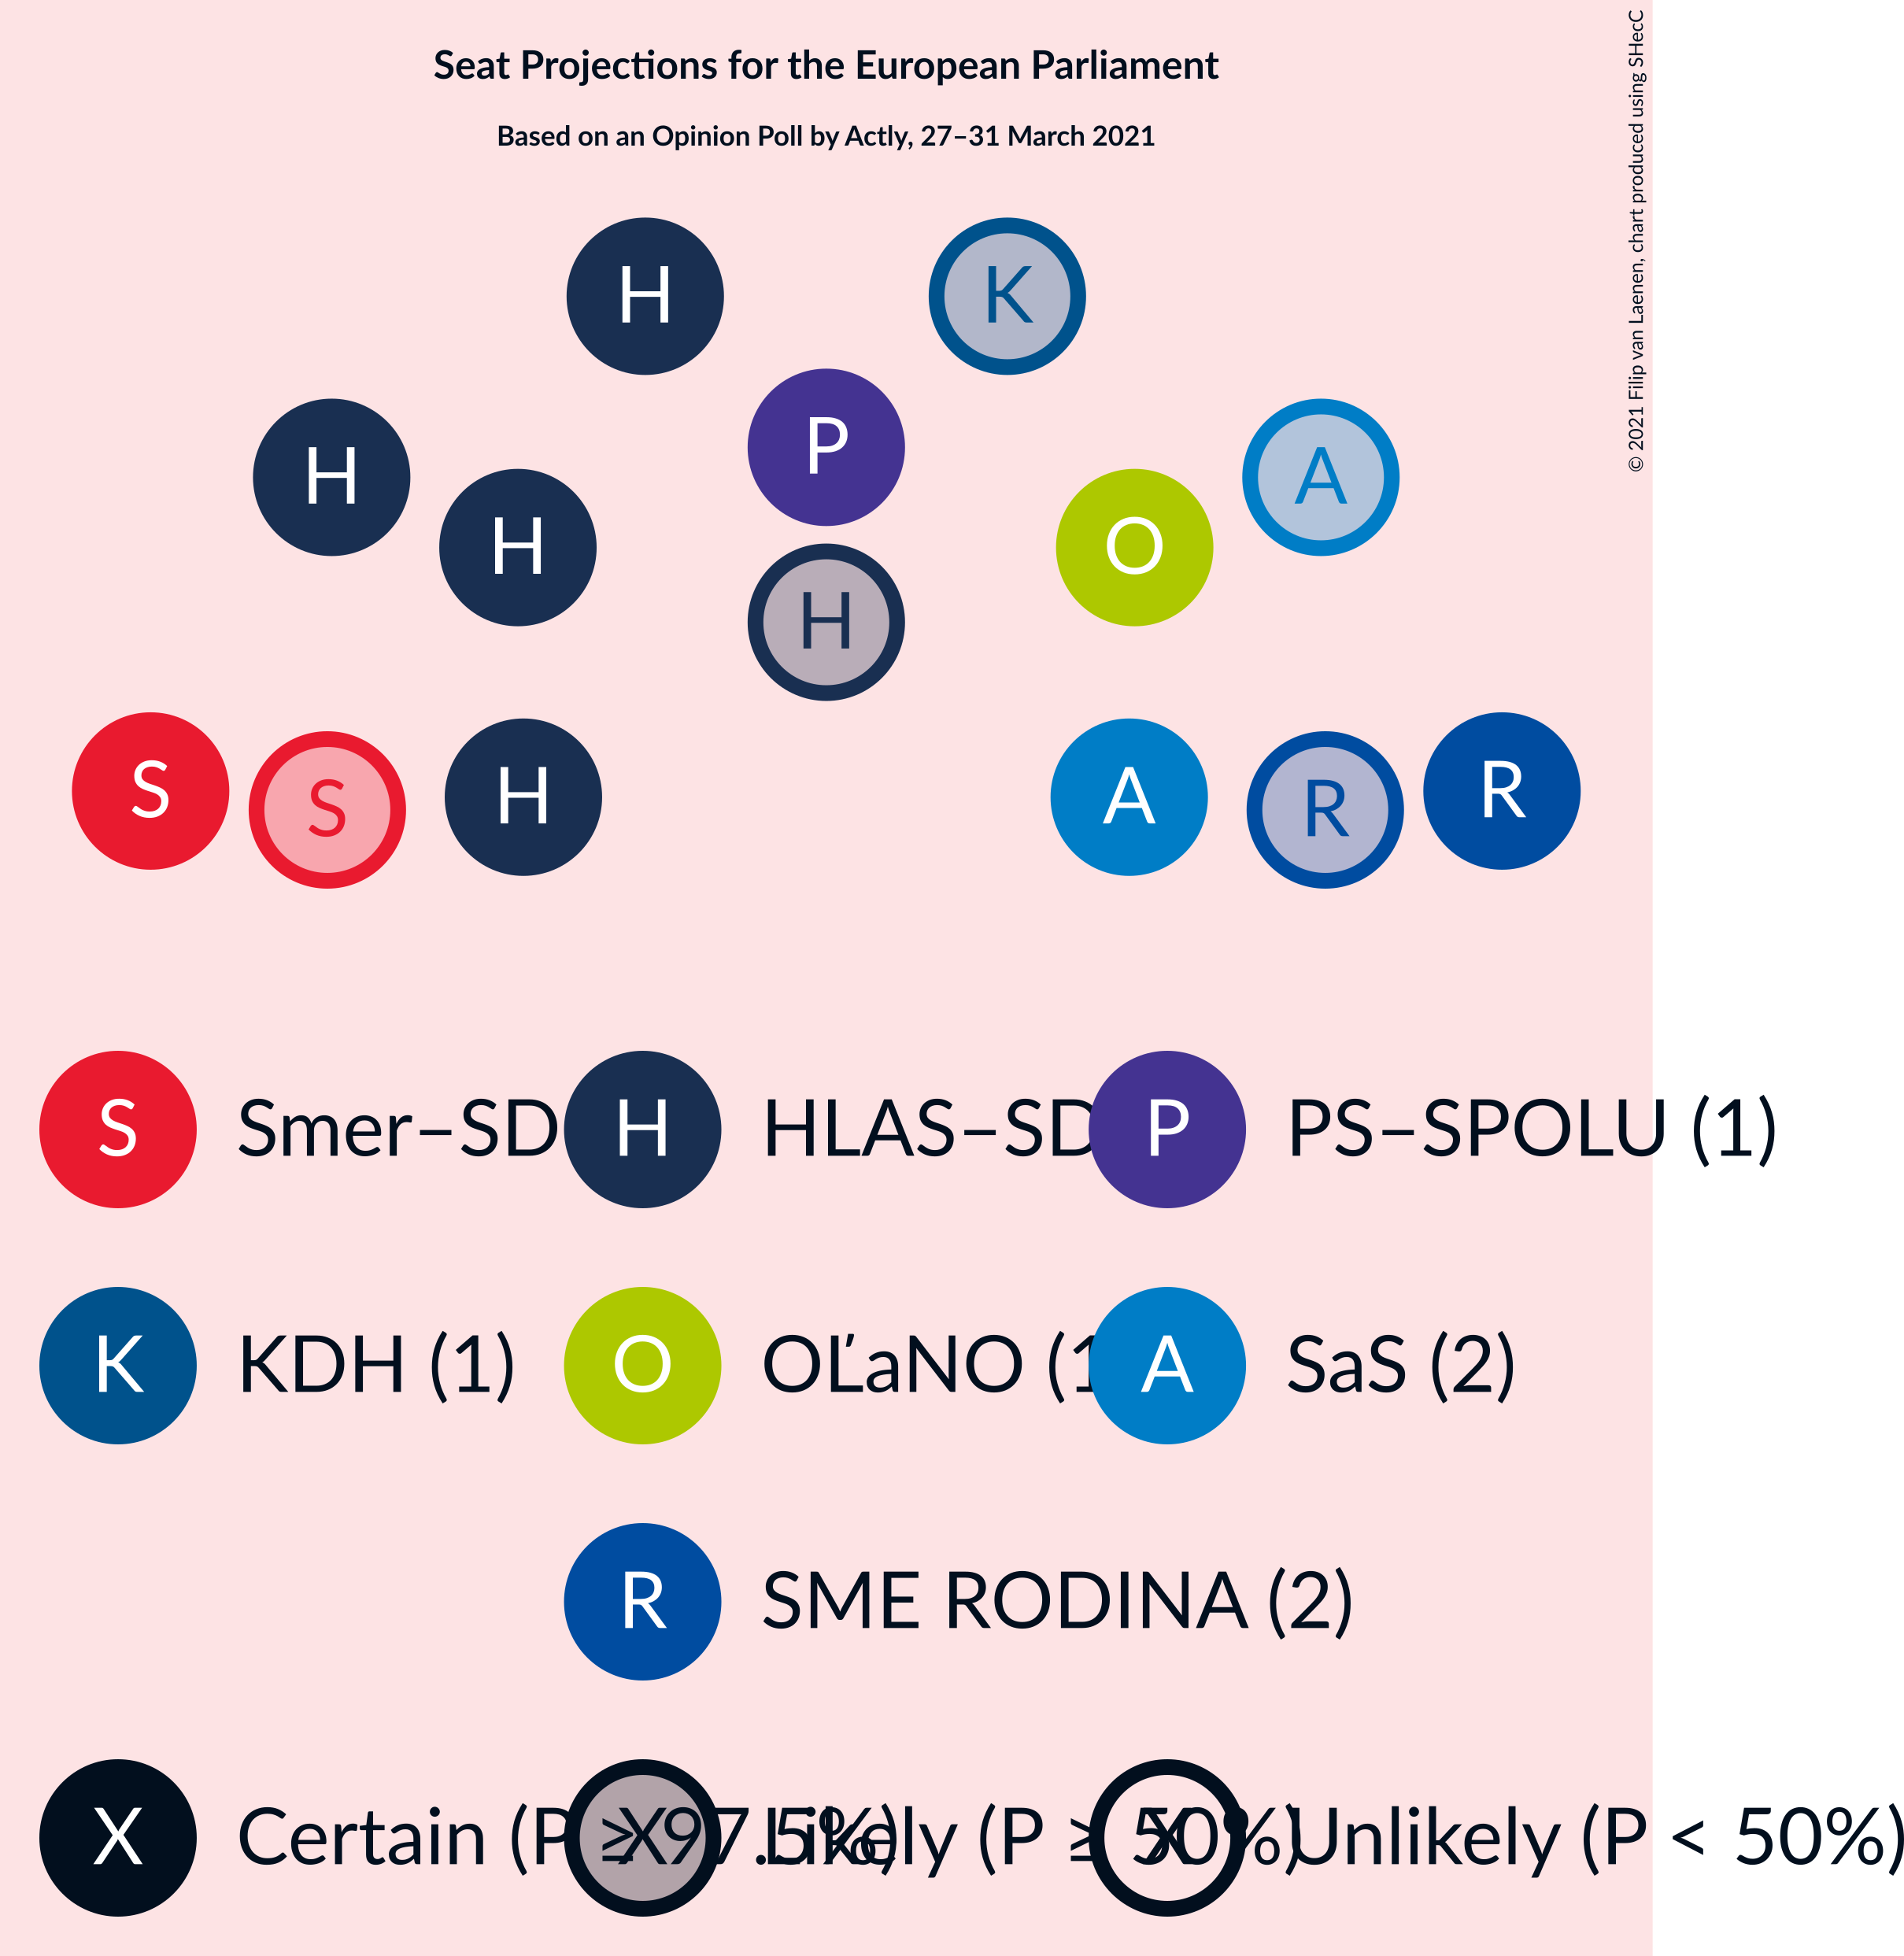 Seat Projections for the European Parliament
Based on an Opinion Poll by Actly, 27–31 March 2021
© 2021 Filip van Laenen, chart produced using SHecC
H K
P
H A
H O
H
S R
H A
S R
S Smer–SD H HLAS–SD P PS–SPOLU (1)
K KDH (1) O OĽaNO (1 A SaS (2)
R SME RODINA (2)
X Certain (P ≥ 97.5%) X Likely (P ≥ 50%) X Unlikely (P < 50%)